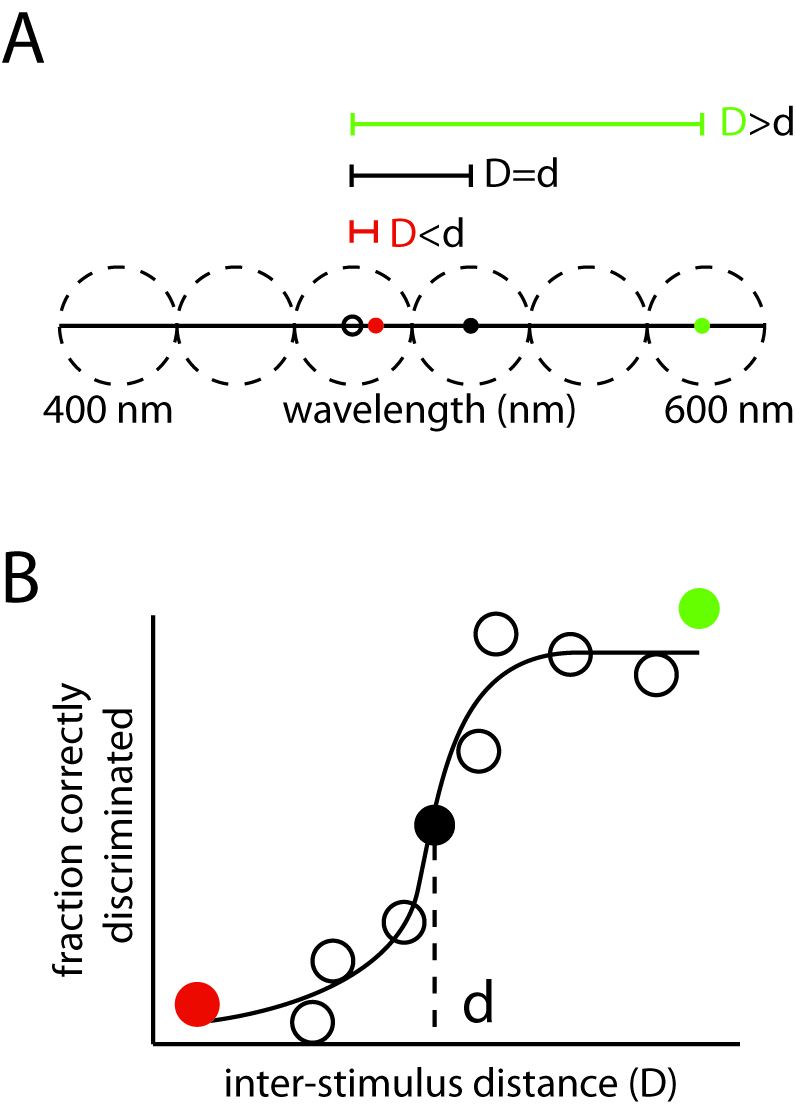 A
D>d
D=d
D<d
400 nm
wavelength (nm)
600 nm
B
fraction correctly
discriminated
d
inter-stimulus distance (D)